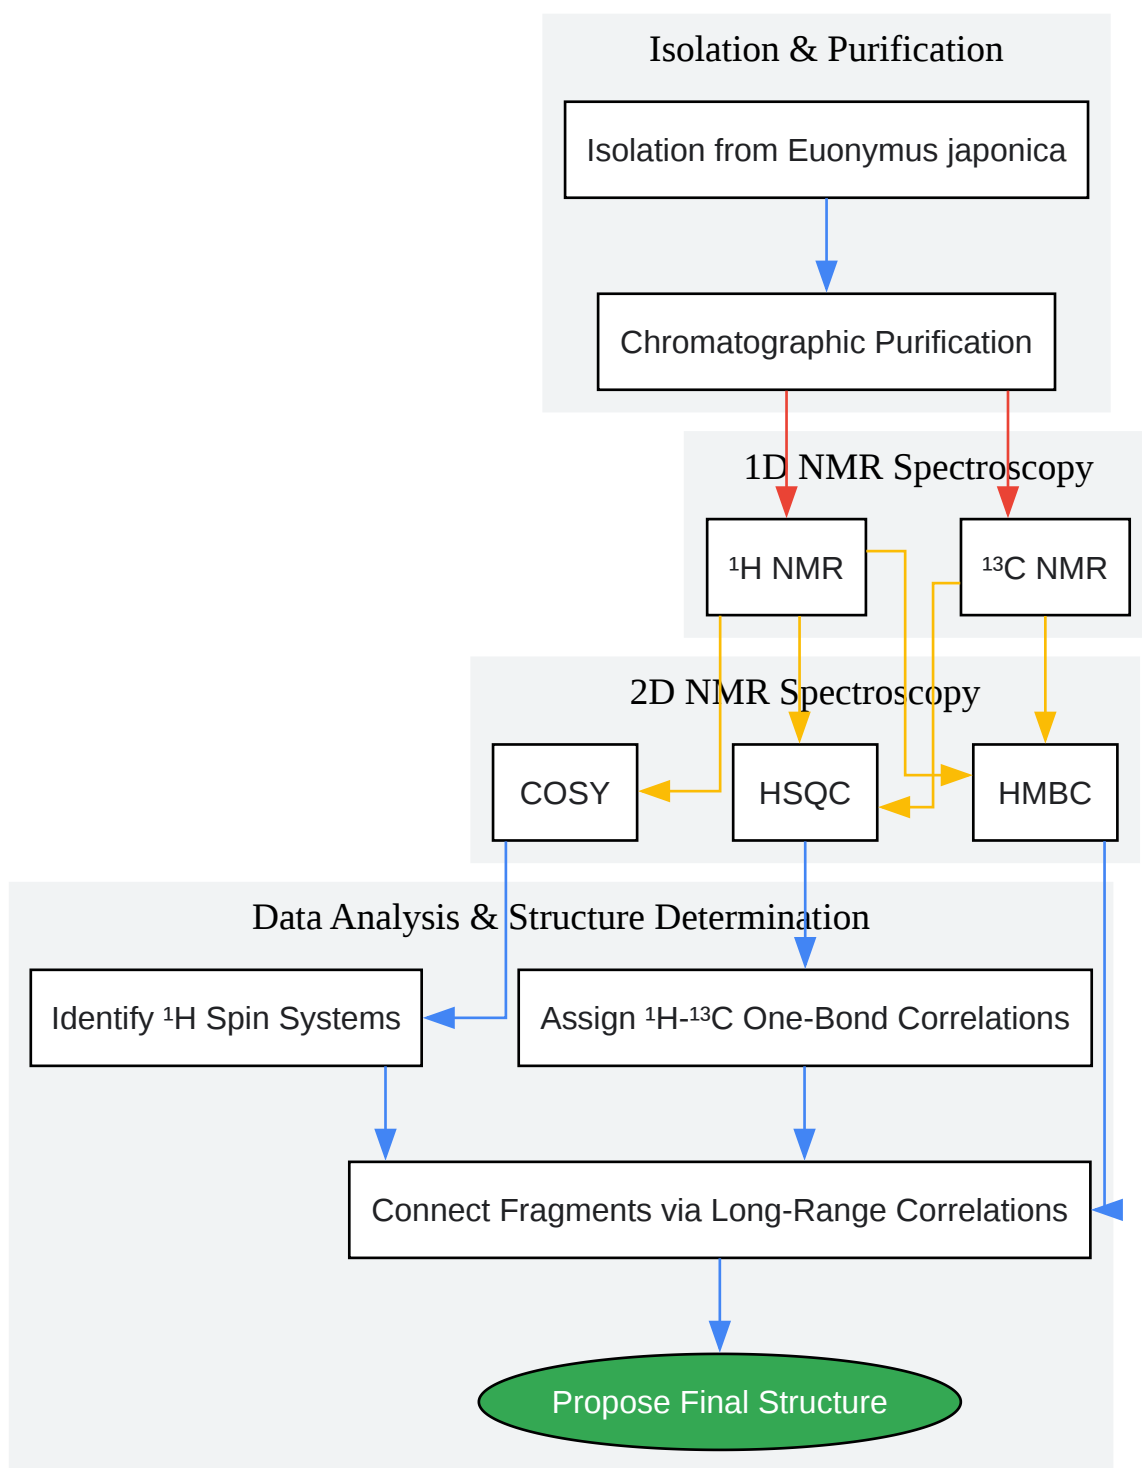 Isolation & Purification
Isolation from Euonymus japonica
Chromatographic Purification
1D NMR Spectroscopy
¹H NMR
¹³C NMR
2D NMR Spectroscopy
COSY
HSQC
HMBC
Data Analysis & Structure Determination
Identify ¹H Spin Systems
Assign ¹H-¹³C One-Bond Correlations
Connect Fragments via Long-Range Correlations
Propose Final Structure